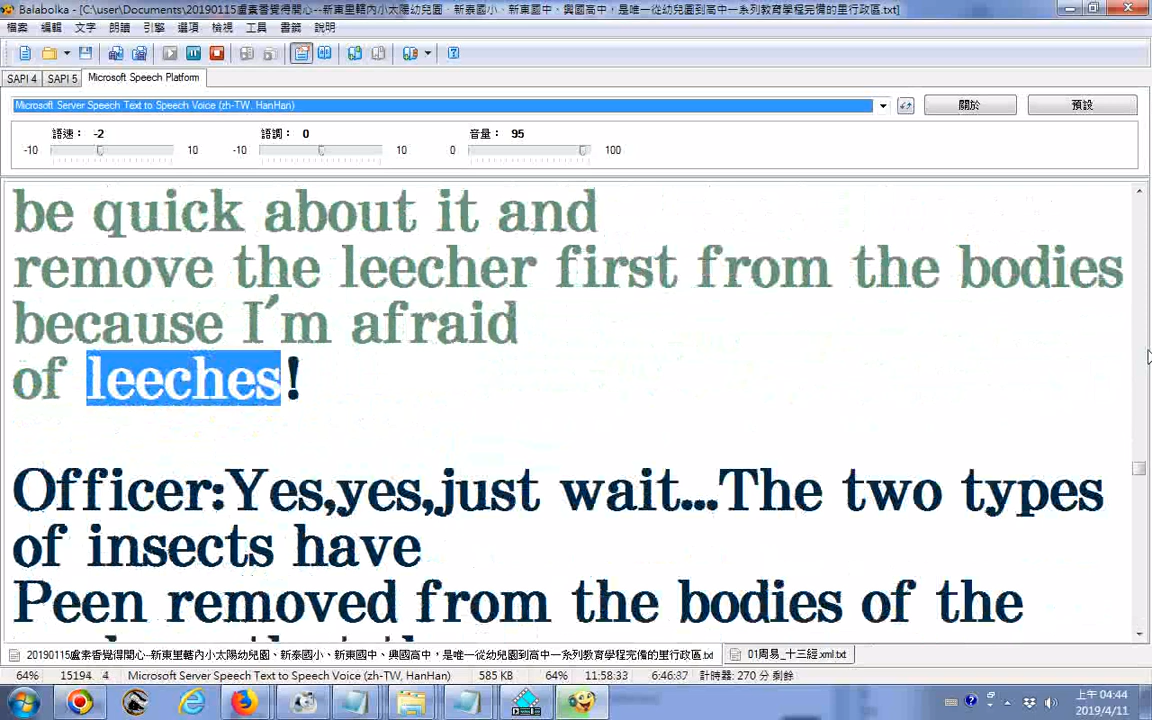 Balabolka - [C:\user\Documents\20190115盧素香覺得開心--新東里轄內小太陽幼兒園、新泰國小、新東國中、興國高中，是唯一從幼兒園到高中一系列教育學程完備的里行政區.txt]
檔案 編輯 文字 朗讀 引擎 選項 檢視 工具 書籤 說明
SAPI 4 SAPI 5 Microsoft Speech Platform
Microsoft Server Speech Text to Speech Voice (zh-TW, HanHan) 關於 預設
語速： -2 語調： 0 音量： 95
-10 10 -10 10 0 100
be quick about it and
remove the leecher first from the bodies
because I'm afraid
of leeches!
Officer:Yes,yes,just wait...The two types
of insects have
Peen removed from the bodies of the
20190115盧素香覺得開心--新東里轄內小太陽幼兒園、新泰國小、新東國中、興國高中，是唯一從幼兒園到高中一系列教育學程完備的里行政區.txt 01周易_十三經.xml.txt
64% 15194 4 Microsoft Server Speech Text to Speech Voice (zh-TW, HanHan) 585 KB 64% 11:58:33 6:46:37 計時器: 270 分 剩餘
上午 04:44
2019/4/11